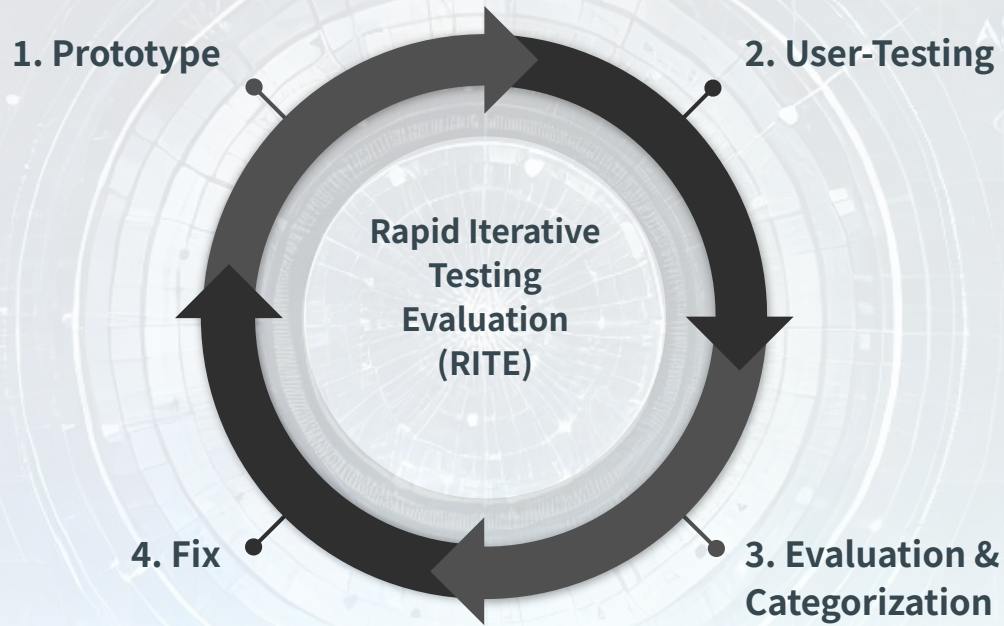 1. Prototype
2. User-Testing
Rapid Iterative
Testing
Evaluation
(RITE)
4. Fix
3. Evaluation &
Categorization